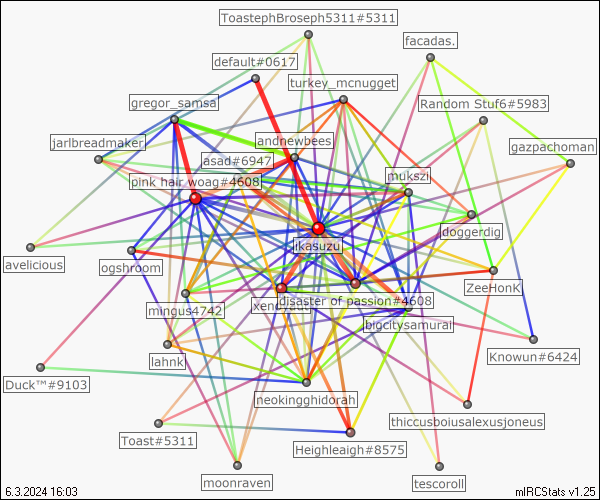 ToastephBroseph5311#5311
facadas.
default#0617
turkey_mcnugget
gregor_samsa
Random Stuf6#5983
jarlbreadmaker
andnewbees
gazpachoman
asad#6947
pink hair woag#4608
mukszi
doggerdig
ikasuzu
avelicious
ogshroom
ZeeHonK
disaster of passion#4608
mingus4742
bigcitysamurai
Knowun#6424
lahnk
Duck™#9103
neokingghidorah
thiccusboiusalexusjoneus
Toast#5311
Heighleaigh#8575
moonraven
tescoroll
6.3.2024 16:03
mIRCStats v1.25